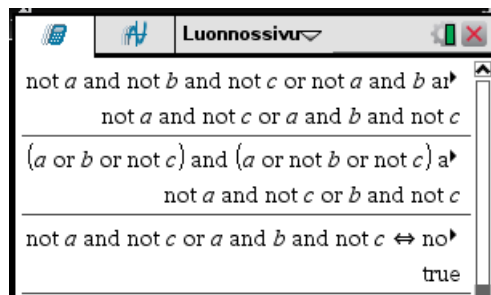 Luonnossivu
not a and not b and not c or not a and b ar
not a and not c or a and b and not c
(a or b or not c) and (a or not b or not c) a
not a and not c or b and not c
not a and not c or a and b and not c ⇔ no
true